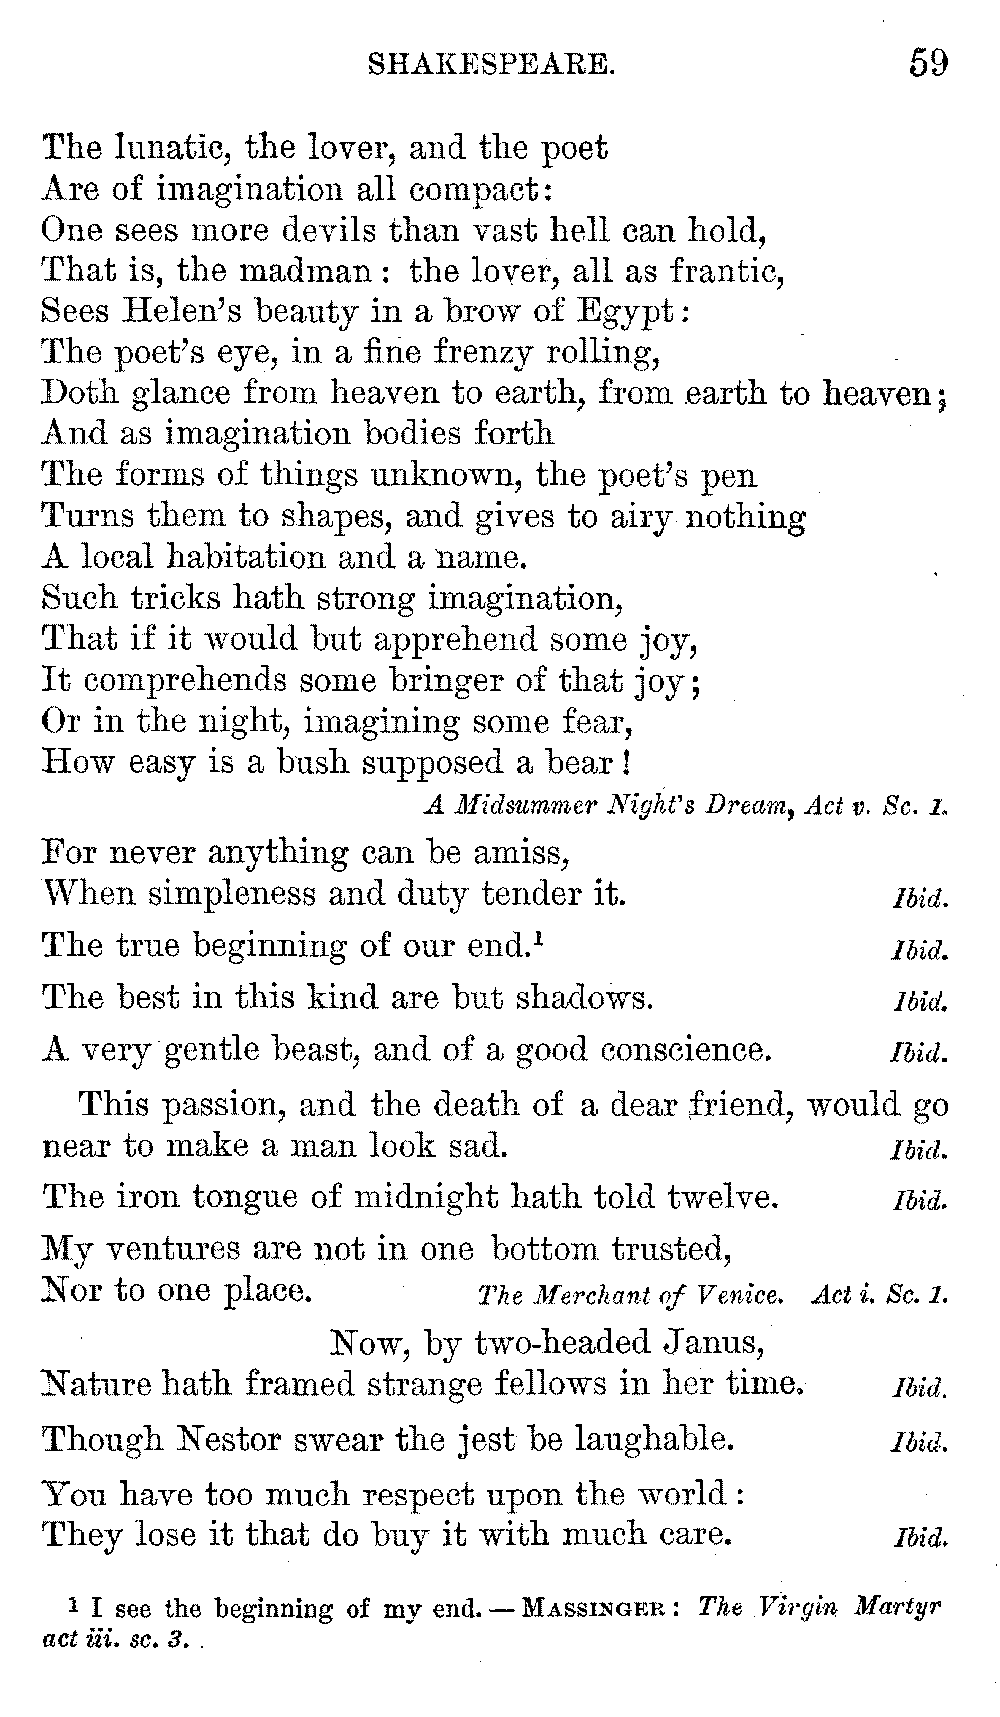 SHAKESPEARE. 59
The lunatic, the lover, and the poet
Are of imagination all compact:
One sees more devils than vast hell can hold,
That is, the madman: the lover, all as frantic,
Sees Helen's beauty in a brow of Egypt:
The poet's eye, in a fine frenzy rolling,
Doth glance from heaven to earth, from earth to heaven;
And as imagination bodies forth
The forms of things unknown, the poet's pen
Turns them to shapes, and gives to airy nothing
A local habitation and a name.
Such tricks hath strong imagination,
That if it would but apprehend some joy,
It comprehends some bringer of that joy;
Or in the night, imagining some fear,
How easy is a bush supposed a bear!
A Midsummer Night's Dream, Act v. Sc. 1.
For never anything can be amiss,
When simpleness and duty tender it. Ibid.
The true beginning of our end.¹ Ibid.
The best in this kind are but shadows. Ibid.
A very gentle beast, and of a good conscience. Ibid.
This passion, and the death of a dear friend, would go
near to make a man look sad. Ibid.
The iron tongue of midnight hath told twelve. Ibid.
My ventures are not in one bottom trusted,
Nor to one place. The Merchant of Venice. Act i. Sc. 1.
Now, by two-headed Janus,
Nature hath framed strange fellows in her time. Ibid.
Though Nestor swear the jest be laughable. Ibid.
You have too much respect upon the world:
They lose it that do buy it with much care. Ibid.
¹ I see the beginning of my end. — MASSINGER: The Virgin Martyr
act iii. sc. 3.